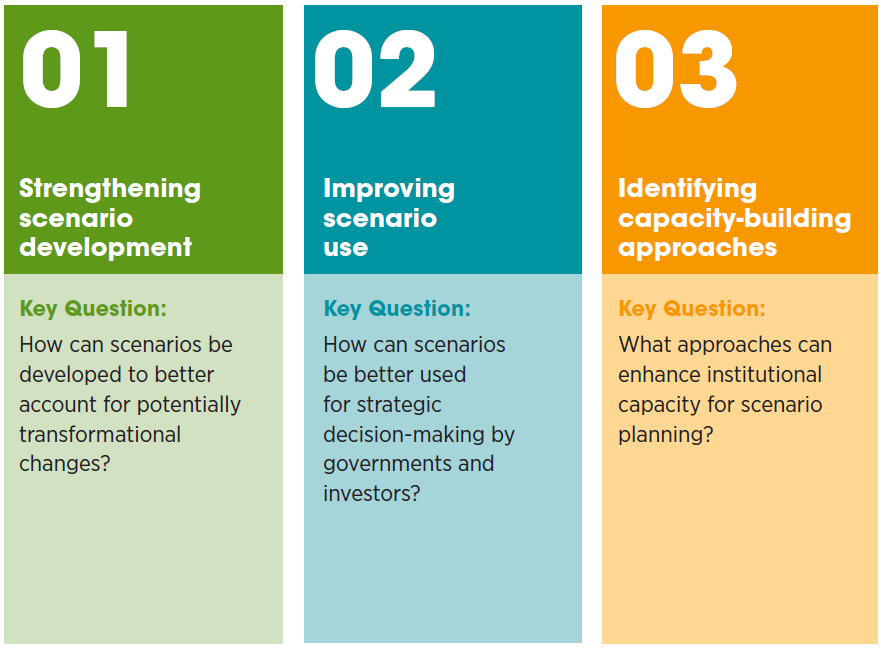 01
Strengthening
scenario
development
Key Question:
How can scenarios be
developed to better
account for potentially
transformational
changes?
02
Improving
scenario
use
Key Question:
How can scenarios
be better used
for strategic
decision-making by
governments and
investors?
03
Identifying
capacity-building
approaches
Key Question:
What approaches can
enhance institutional
capacity for scenario
planning?